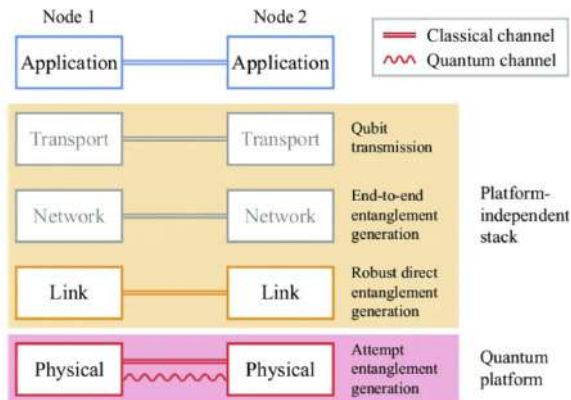 Node 1
Node 2
Classical channel
Quantum channel
Application
Application
Transport
Transport
Qubit
transmission
Network
Network
End-to-end
entanglement
generation
Platform-
independent
stack
Link
Link
Robust direct
entanglement
generation
Physical
Physical
Attempt
entanglement
generation
Quantum
platform